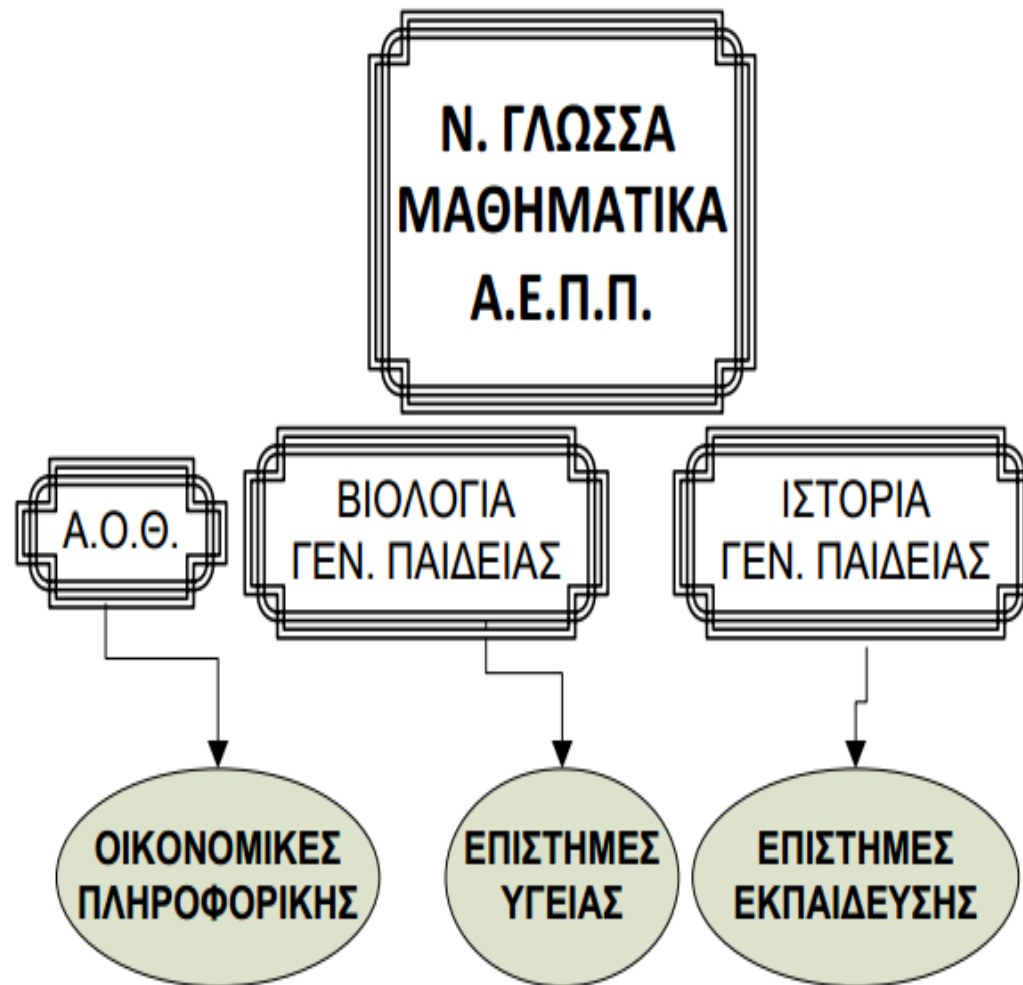 Ν. ΓΛΩΣΣΑ
ΜΑΘΗΜΑΤΙΚΑ
Α.Ε.Π.Π.
Α.Ο.Θ.
ΒΙΟΛΟΓΙΑ
ΓΕΝ. ΠΑΙΔΕΙΑΣ
ΙΣΤΟΡΙΑ
ΓΕΝ. ΠΑΙΔΕΙΑΣ
ΟΙΚΟΝΟΜΙΚΕΣ
ΠΛΗΡΟΦΟΡΙΚΗΣ
ΕΠΙΣΤΗΜΕΣ
ΥΓΕΙΑΣ
ΕΠΙΣΤΗΜΕΣ
ΕΚΠΑΙΔΕΥΣΗΣ